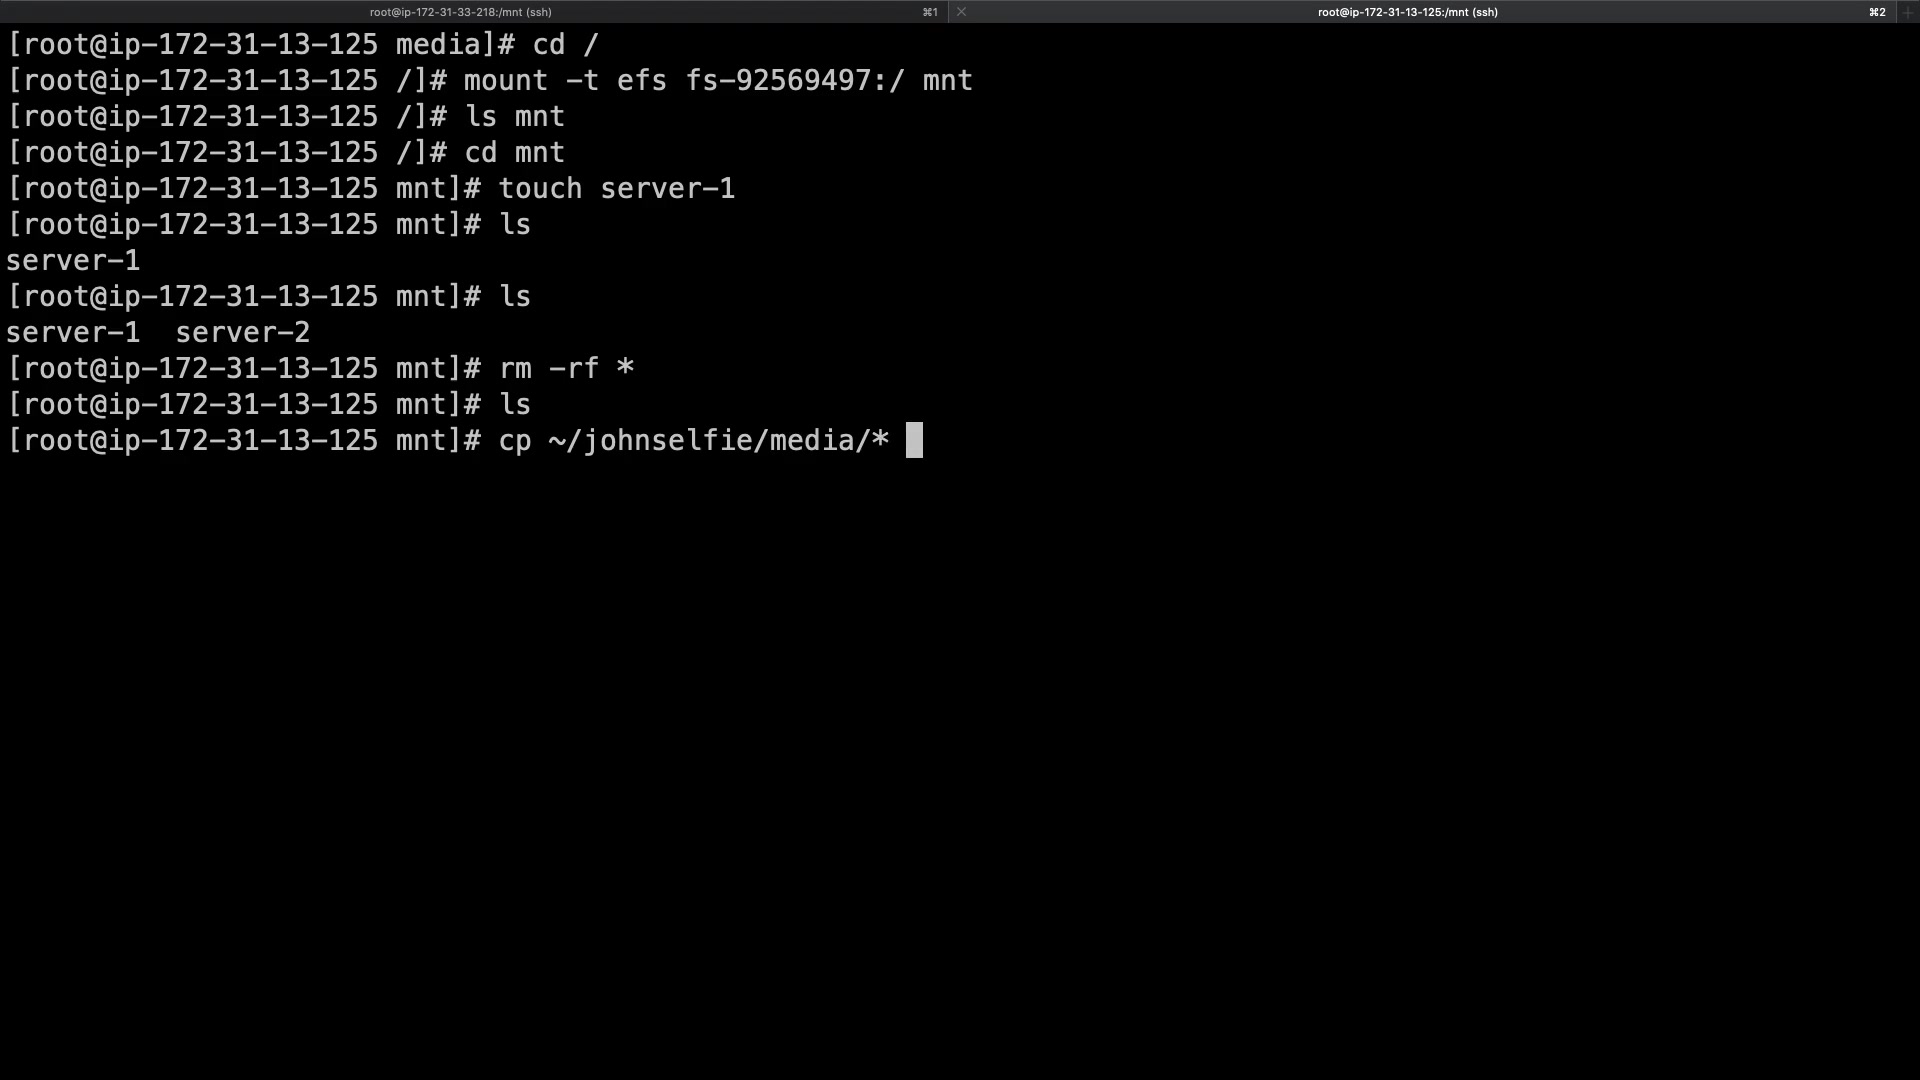 root@ip-172-31-33-218:/mnt (ssh) ⌘1 root@ip-172-31-13-125:/mnt (ssh) ⌘2
[root@ip-172-31-13-125 media]# cd /
[root@ip-172-31-13-125 /]# mount -t efs fs-92569497:/ mnt
[root@ip-172-31-13-125 /]# ls mnt
[root@ip-172-31-13-125 /]# cd mnt
[root@ip-172-31-13-125 mnt]# touch server-1
[root@ip-172-31-13-125 mnt]# ls
server-1
[root@ip-172-31-13-125 mnt]# ls
server-1  server-2
[root@ip-172-31-13-125 mnt]# rm -rf *
[root@ip-172-31-13-125 mnt]# ls
[root@ip-172-31-13-125 mnt]# cp ~/johnselfie/media/*